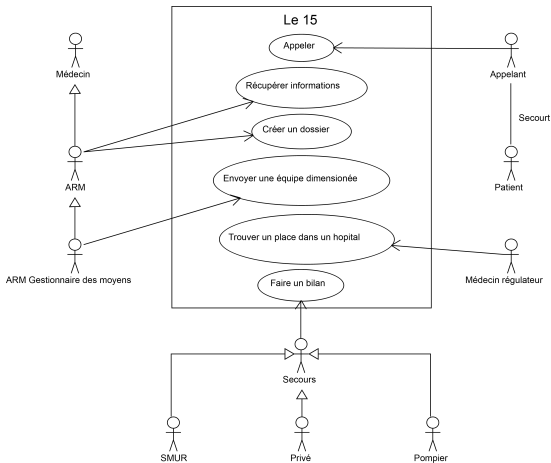 Le 15
Appeler
Médecin
Appelant
Récupérer informations
Secourt
Créer un dossier
ARM
Patient
Envoyer une équipe dimensionée
Trouver un place dans un hopital
ARM Gestionnaire des moyens
Médecin régulateur
Faire un bilan
Secours
SMUR
Privé
Pompier